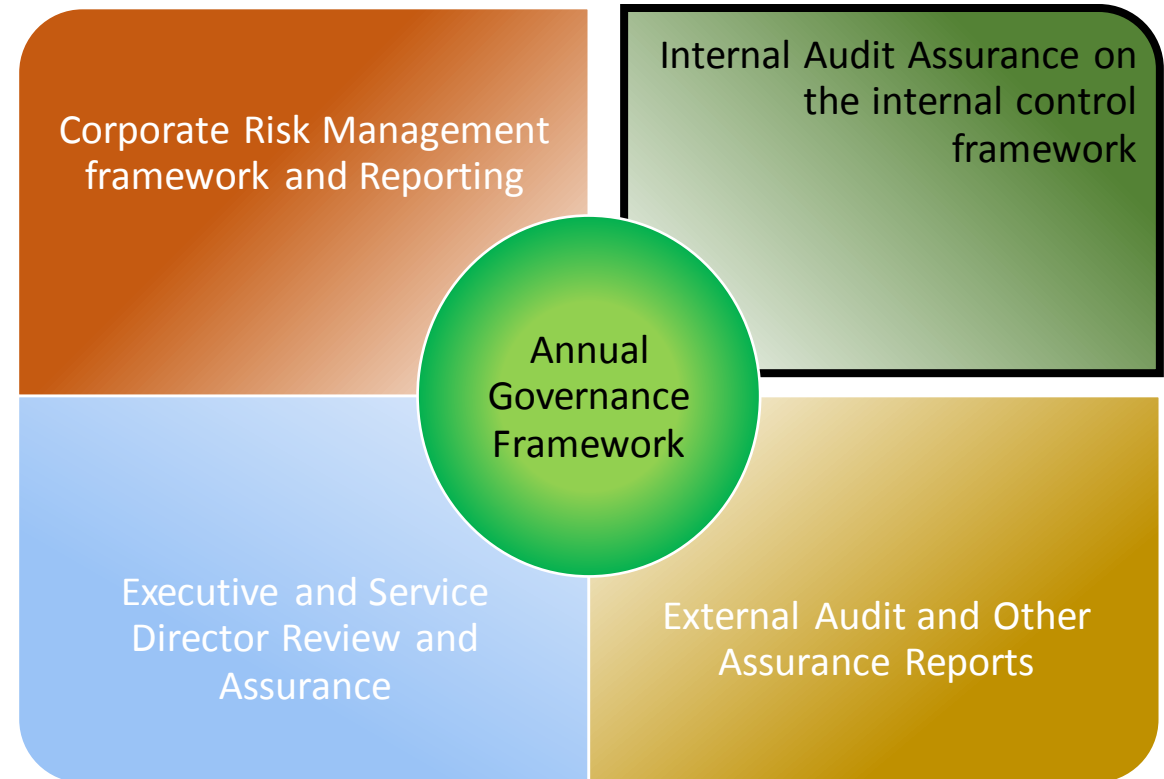 Corporate Risk Management
framework and Reporting
Internal Audit Assurance on
the internal control
framework
Annual
Governance
Framework
Executive and Service
Director Review and
Assurance
External Audit and Other
Assurance Reports